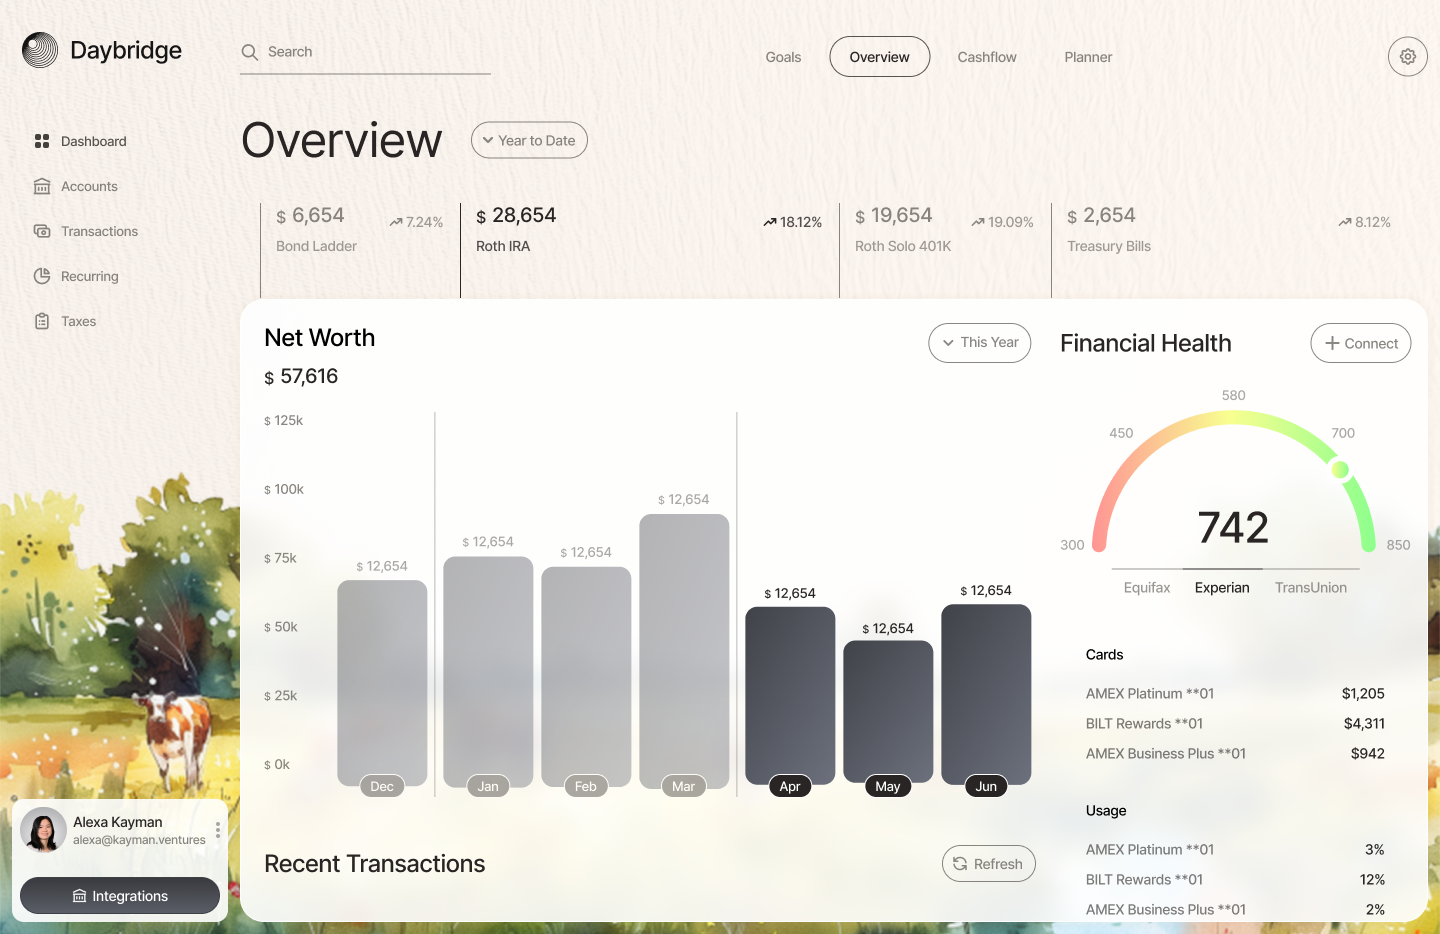 Daybridge
Search
Goals
Overview
Cashflow
Planner
Dashboard
Accounts
Transactions
Recurring
Taxes
Overview
Year to Date
$ 6,654
7.24%
Bond Ladder
$ 28,654
18.12%
Roth IRA
$ 19,654
19.09%
Roth Solo 401K
$ 2,654
8.12%
Treasury Bills
Net Worth
This Year
$ 57,616
$ 125k
$ 100k
$ 75k
$ 50k
$ 25k
$ 0k
$ 12,654
$ 12,654
$ 12,654
$ 12,654
$ 12,654
$ 12,654
$ 12,654
Dec
Jan
Feb
Mar
Apr
May
Jun
Financial Health
Connect
580
450
700
300
742
850
Equifax
Experian
TransUnion
Cards
AMEX Platinum **01 $1,205
BILT Rewards **01 $4,311
AMEX Business Plus **01 $942
Usage
AMEX Platinum **01 3%
BILT Rewards **01 12%
AMEX Business Plus **01 2%
Recent Transactions
Refresh
Alexa Kayman
alexa@kayman.ventures
Integrations